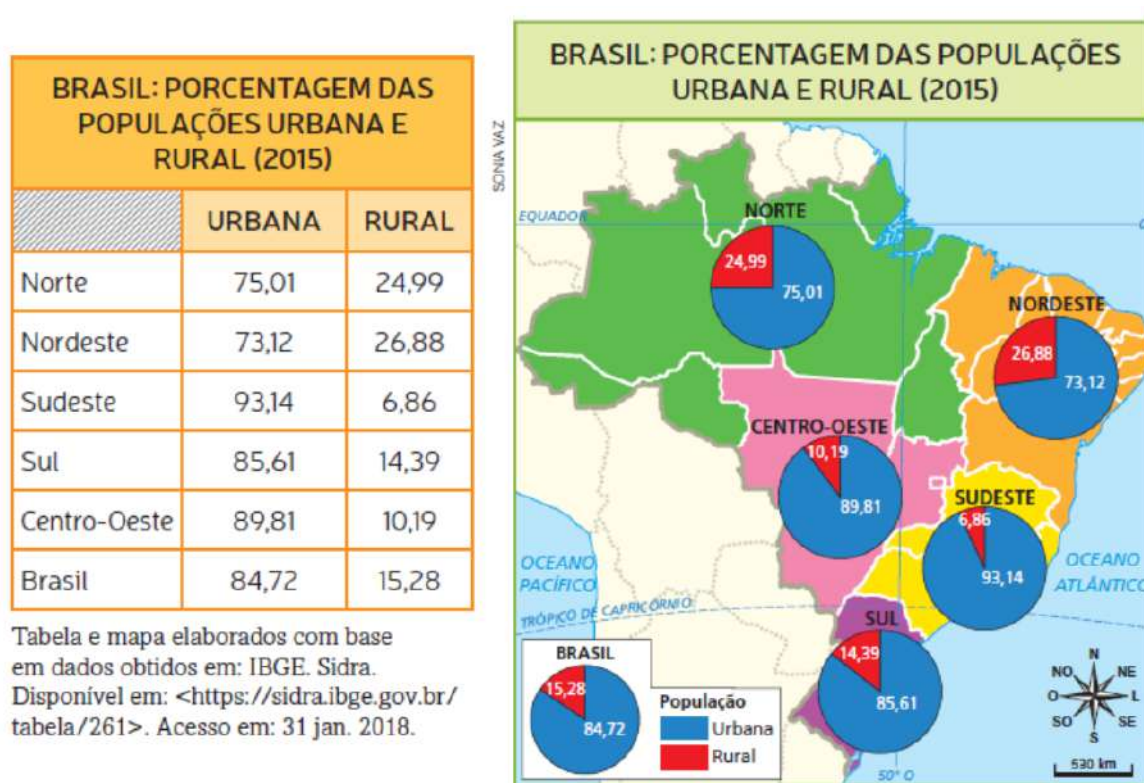 BRASIL: PORCENTAGEM DAS
POPULAÇÕES URBANA E
RURAL (2015)
URBANA RURAL
Norte 75,01 24,99
Nordeste 73,12 26,88
Sudeste 93,14 6,86
Sul 85,61 14,39
Centro-Oeste 89,81 10,19
Brasil 84,72 15,28
Tabela e mapa elaborados com base
em dados obtidos em: IBGE. Sidra.
Disponível em: <https://sidra.ibge.gov.br/
tabela/261>. Acesso em: 31 jan. 2018.
SONIA VAZ
BRASIL: PORCENTAGEM DAS POPULAÇÕES
URBANA E RURAL (2015)
EQUADOR
NORTE
24,99
75,01
NORDESTE
26,88
73,12
CENTRO-OESTE
10,19
89,81
SUDESTE
6,86
93,14
OCEANO
PACÍFICO
OCEANO
ATLÂNTICO
TRÓPICO DE CAPRICÓRNIO
SUL
14,39
85,61
BRASIL
15,28
84,72
População
Urbana
Rural
N
NO NE
O L
SO SE
S
50° O
530 km